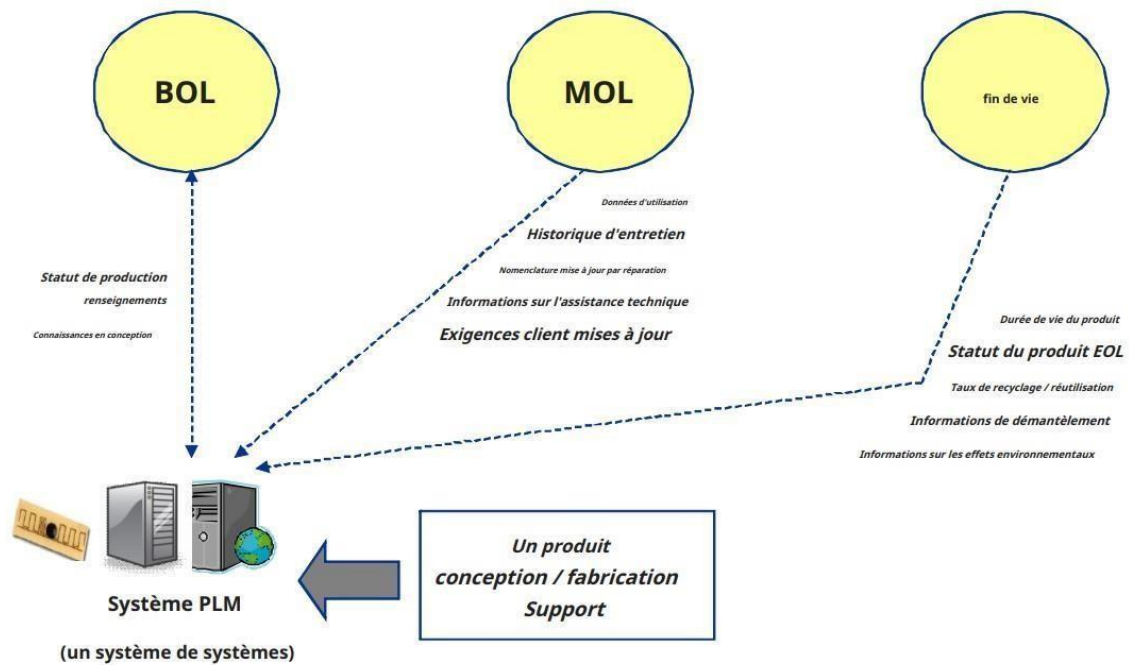 BOL
MOL
fin de vie
Statut de production
renseignements
Connaissances en conception
Données d'utilisation
Historique d'entretien
Nomenclature mise à jour par réparation
Informations sur l'assistance technique
Exigences client mises à jour
Durée de vie du produit
Statut du produit EOL
Taux de recyclage / réutilisation
Informations de démantèlement
Informations sur les effets environnementaux
Système PLM
(un système de systèmes)
Un produit
conception / fabrication
Support